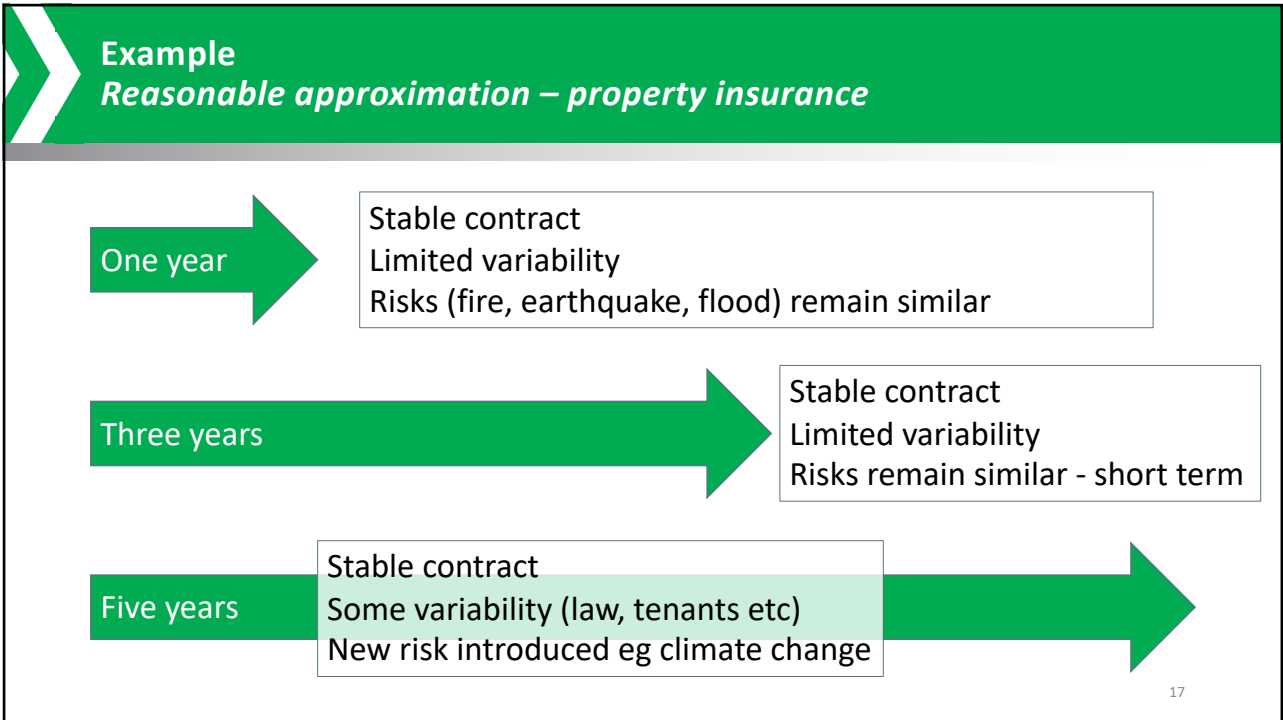 Example
Reasonable approximation – property insurance
One year
Stable contract
Limited variability
Risks (fire, earthquake, flood) remain similar
Three years
Stable contract
Limited variability
Risks remain similar - short term
Five years
Stable contract
Some variability (law, tenants etc)
New risk introduced eg climate change
17